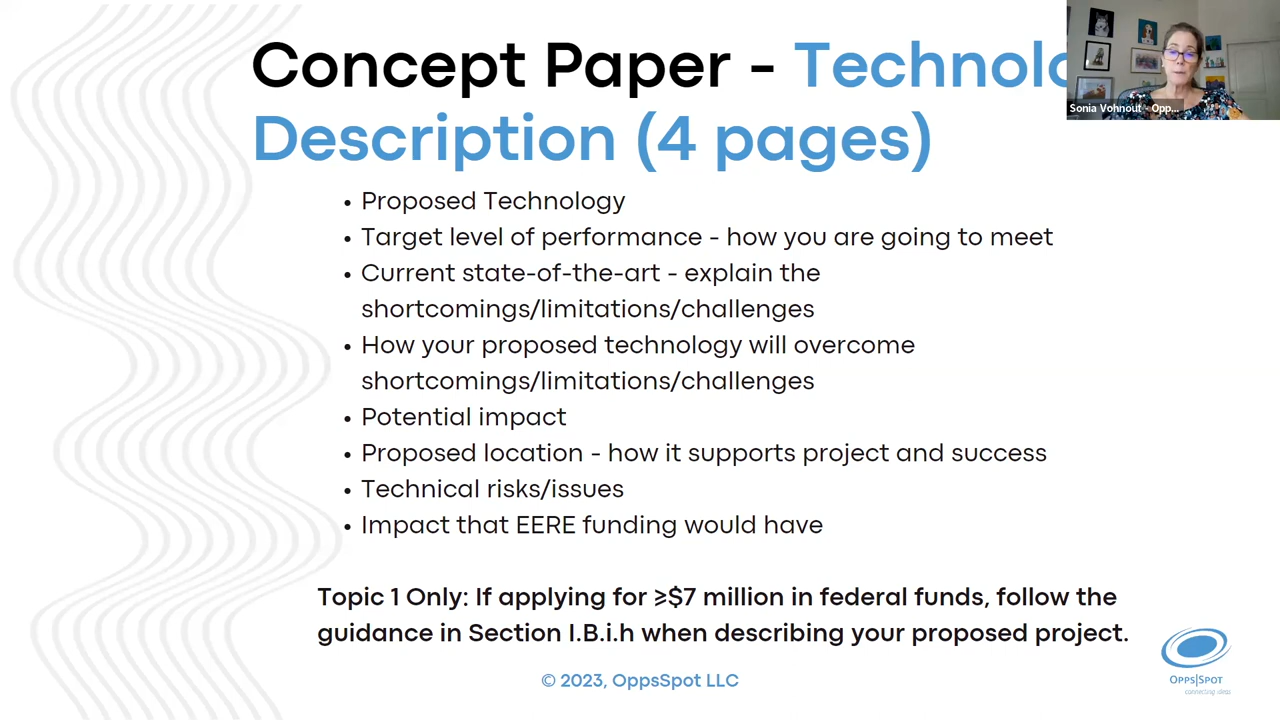 Concept Paper - Technolo
Description (4 pages)
Sonia Vohnout - Opp...
• Proposed Technology
• Target level of performance - how you are going to meet
• Current state-of-the-art - explain the
shortcomings/limitations/challenges
• How your proposed technology will overcome
shortcomings/limitations/challenges
• Potential impact
• Proposed location - how it supports project and success
• Technical risks/issues
• Impact that EERE funding would have
Topic 1 Only: If applying for ≥$7 million in federal funds, follow the
guidance in Section I.B.i.h when describing your proposed project.
© 2023, OppsSpot LLC
OPPS|SPOT
connecting ideas